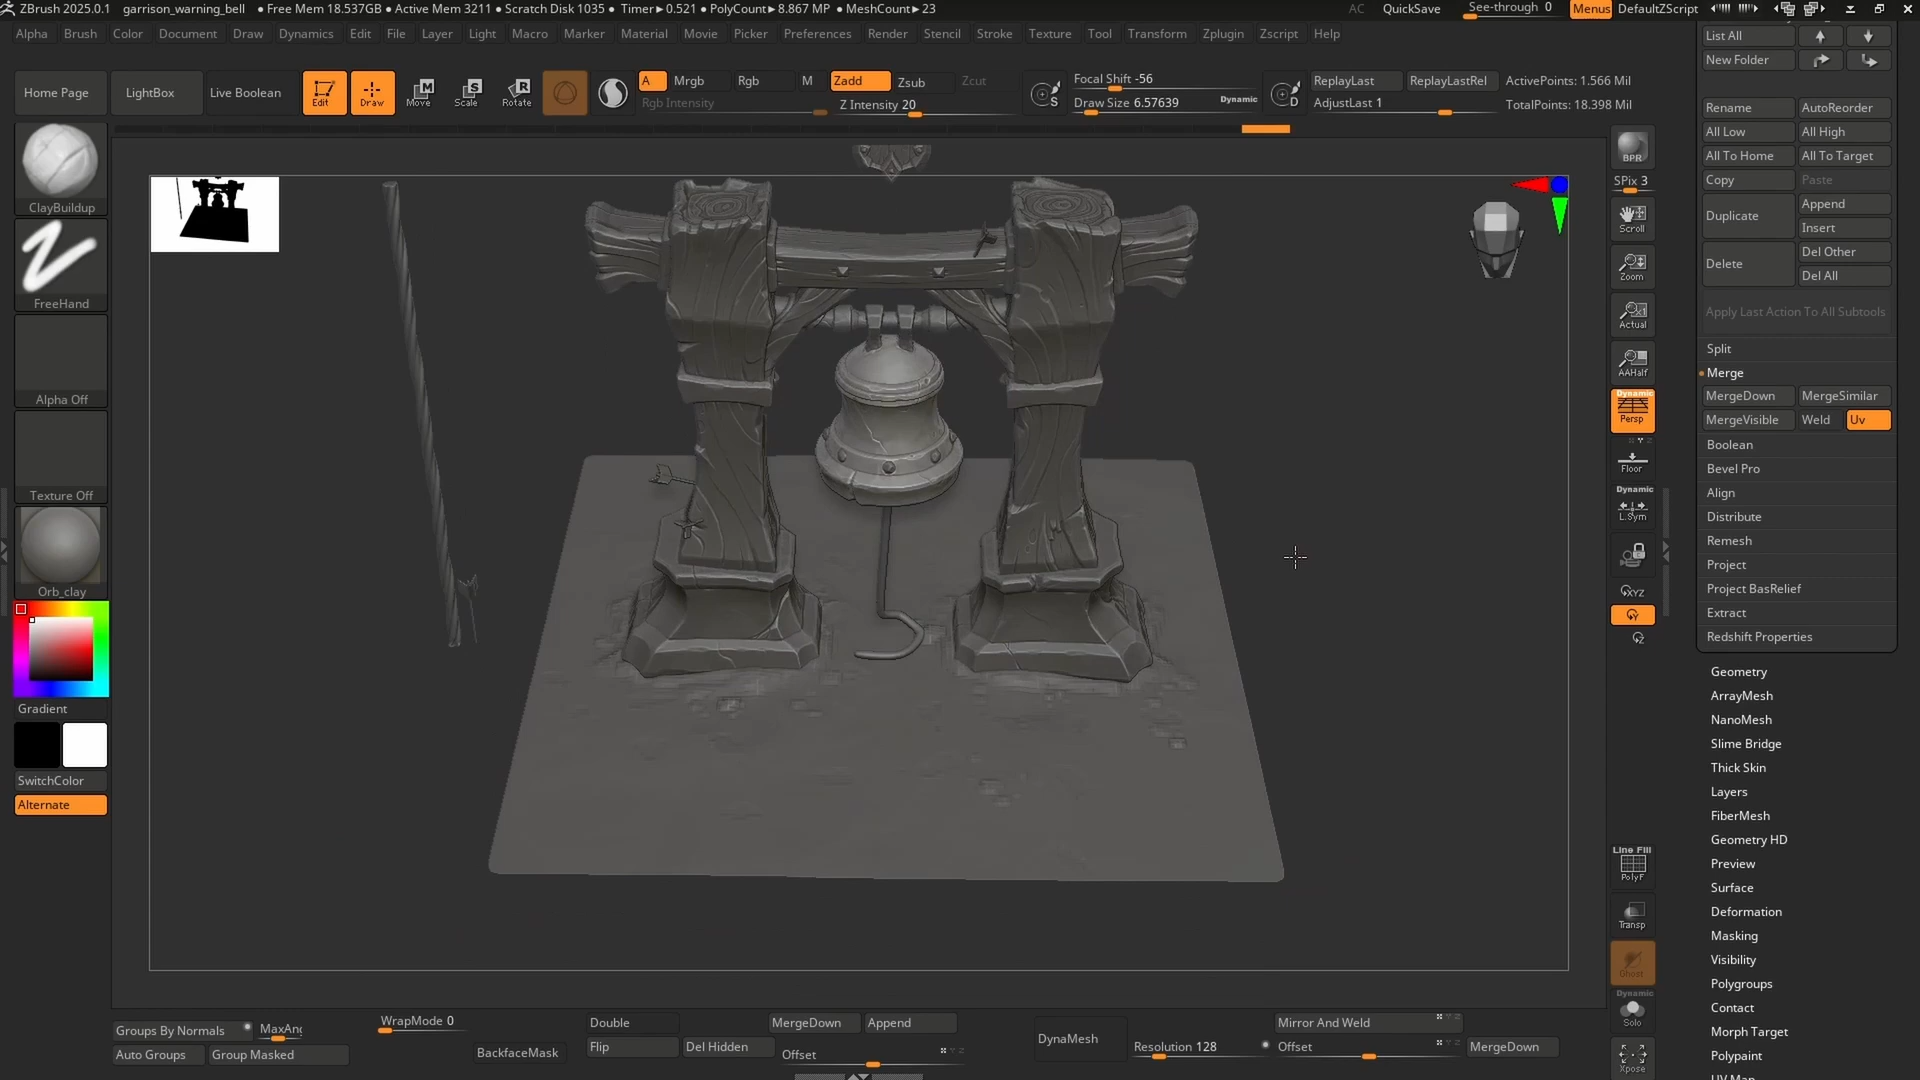 ZBrush 2025.0.1 garrison_warning_bell ● Free Mem 18.537GB ● Active Mem 3211 ● Scratch Disk 1035 ● Timer►0.521 ● PolyCount►8.867 MP ● MeshCount►23 AC QuickSave See-through 0 Menus DefaultZScript
Alpha Brush Color Document Draw Dynamics Edit File Layer Light Macro Marker Material Movie Picker Preferences Render Stencil Stroke Texture Tool Transform Zplugin Zscript Help
Home Page LightBox Live Boolean Edit Draw Move Scale Rotate
A Mrgb Rgb M Zadd Zsub Zcut
Rgb Intensity Z Intensity 20
S Focal Shift -56
Draw Size 6.57639 Dynamic
D ReplayLast ReplayLastRel ActivePoints: 1.566 Mil
AdjustLast 1 TotalPoints: 18.398 Mil
ClayBuildup
FreeHand
Alpha Off
Texture Off
Orb_clay
Gradient
SwitchColor
Alternate
BPR
SPix 3
Scroll
Zoom
Actual
AAHalf
Dynamic
Persp
Floor
Dynamic
L.Sym
XYZ
Y
Z
Line Fill
PolyF
Transp
Ghost
Dynamic
Solo
Xpose
List All
New Folder
Rename AutoReorder
All Low All High
All To Home All To Target
Copy Paste
Duplicate Append
Insert
Delete Del Other
Del All
Apply Last Action To All Subtools
Split
Merge
MergeDown MergeSimilar
MergeVisible Weld Uv
Boolean
Bevel Pro
Align
Distribute
Remesh
Project
Project BasRelief
Extract
Redshift Properties
Geometry
ArrayMesh
NanoMesh
Slime Bridge
Thick Skin
Layers
FiberMesh
Geometry HD
Preview
Surface
Deformation
Masking
Visibility
Polygroups
Contact
Morph Target
Polypaint
UV Map
Groups By Normals MaxAng WrapMode 0 Double MergeDown Append DynaMesh Mirror And Weld
Auto Groups Group Masked BackfaceMask Flip Del Hidden Offset Resolution 128 Offset MergeDown